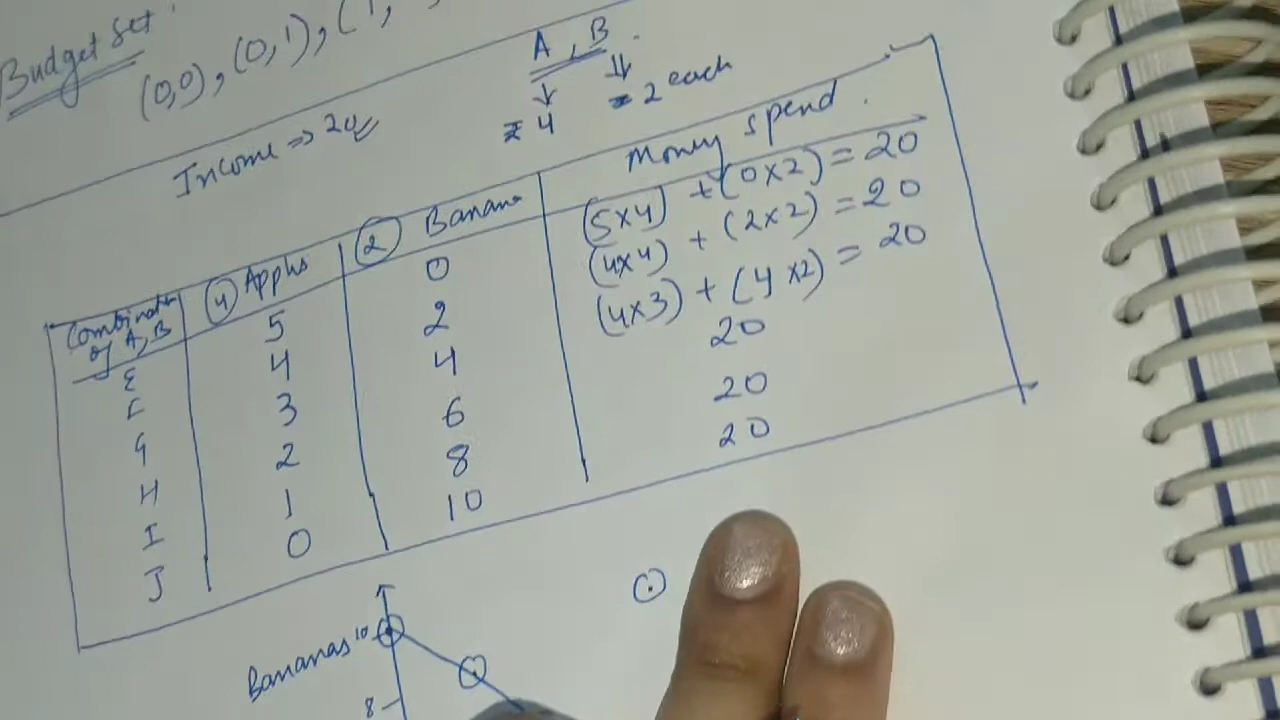 Budget Set.
(0,0), (0,1), (1,
Income => 20
A , B
= 4
= 2 each
Combination of A, B
(4) Apples
(2) Banana
Money spend.
E 5 0 (5x4) + (0x2) = 20
F 4 2 (4x4) + (2x2) = 20
G 3 4 (4x3) + (4x2) = 20
H 2 6 20
I 1 8 20
J 0 10 20
Bananas 10
8